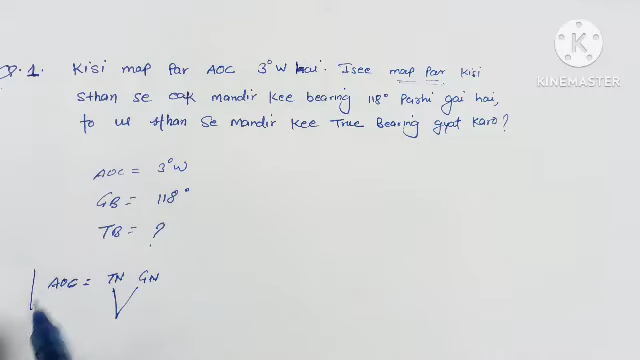 Q.1. Kisi map par AOC 3°W hai. Isee map par kisi
sthan se eak mandir kee bearing 118° Parhi gai hai,
to us sthan se mandir kee True Bearing gyat karo?
AOC = 3°W
GB = 118°
TB = ?
AOC = TN GN
KINEMASTER